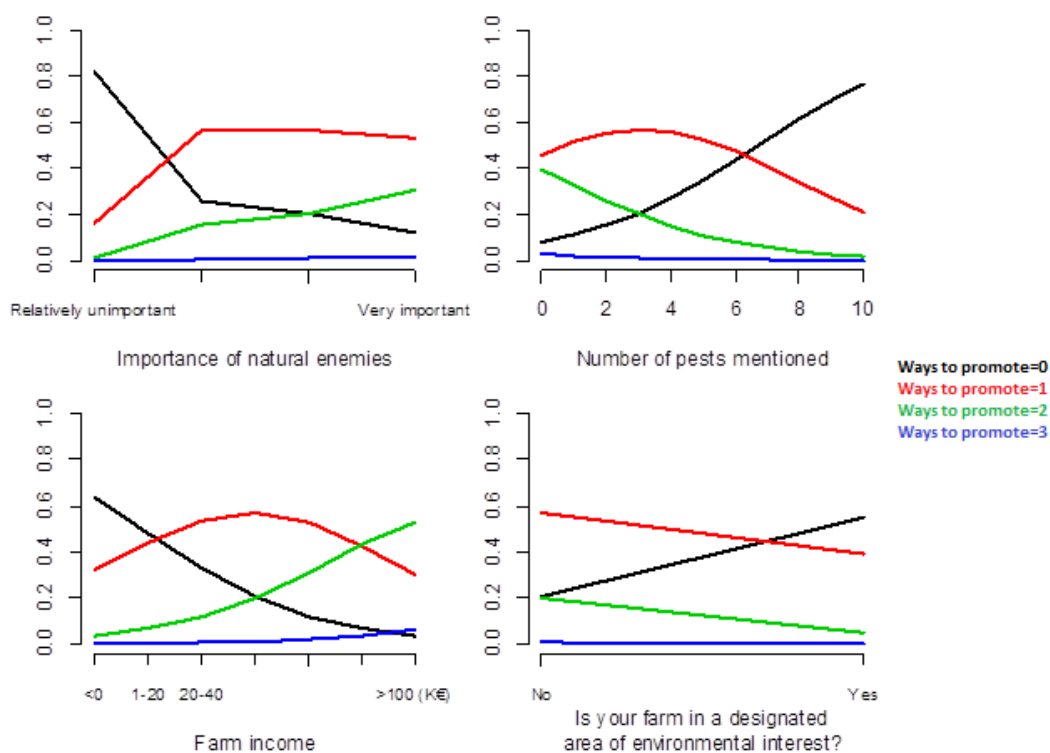 1.0
0.8
0.6
0.4
0.2
0.0
Relatively unimportant Very important
Importance of natural enemies
1.0
0.8
0.6
0.4
0.2
0.0
0 2 4 6 8 10
Number of pests mentioned
Ways to promote=0
Ways to promote=1
Ways to promote=2
Ways to promote=3
1.0
0.8
0.6
0.4
0.2
0.0
<0 1-20 20-40 >100 (K€)
Farm income
1.0
0.8
0.6
0.4
0.2
0.0
No Yes
Is your farm in a designated
area of environmental interest?